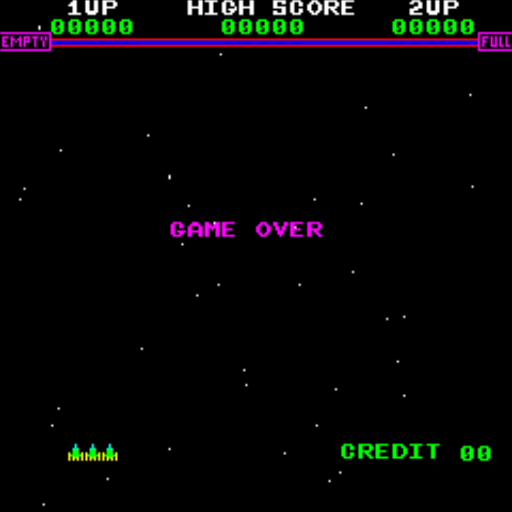 1UP HIGH SCORE 2UP
00000 00000 00000
EMPTY FULL
GAME OVER
CREDIT 00